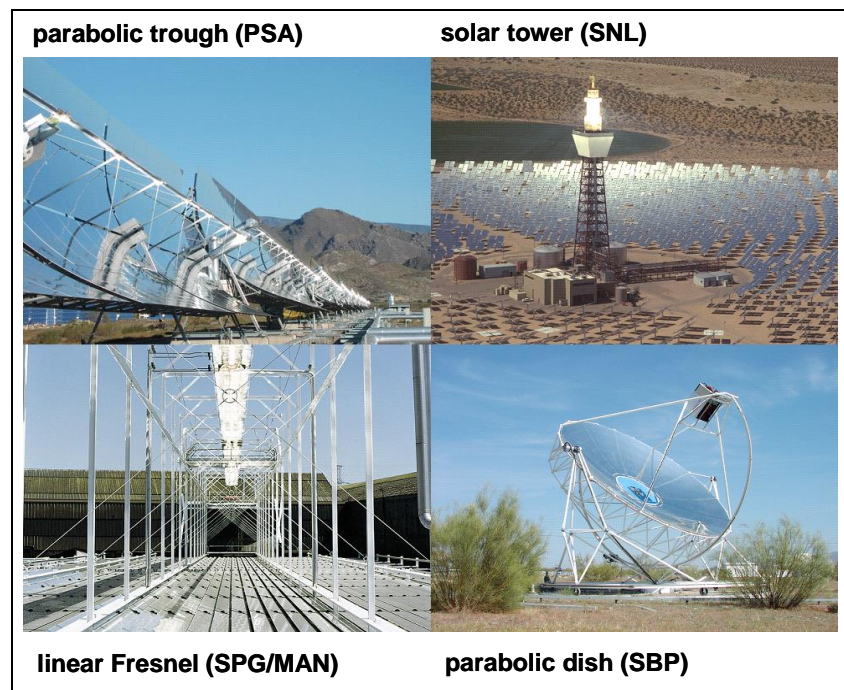 parabolic trough (PSA)
solar tower (SNL)
linear Fresnel (SPG/MAN)
parabolic dish (SBP)